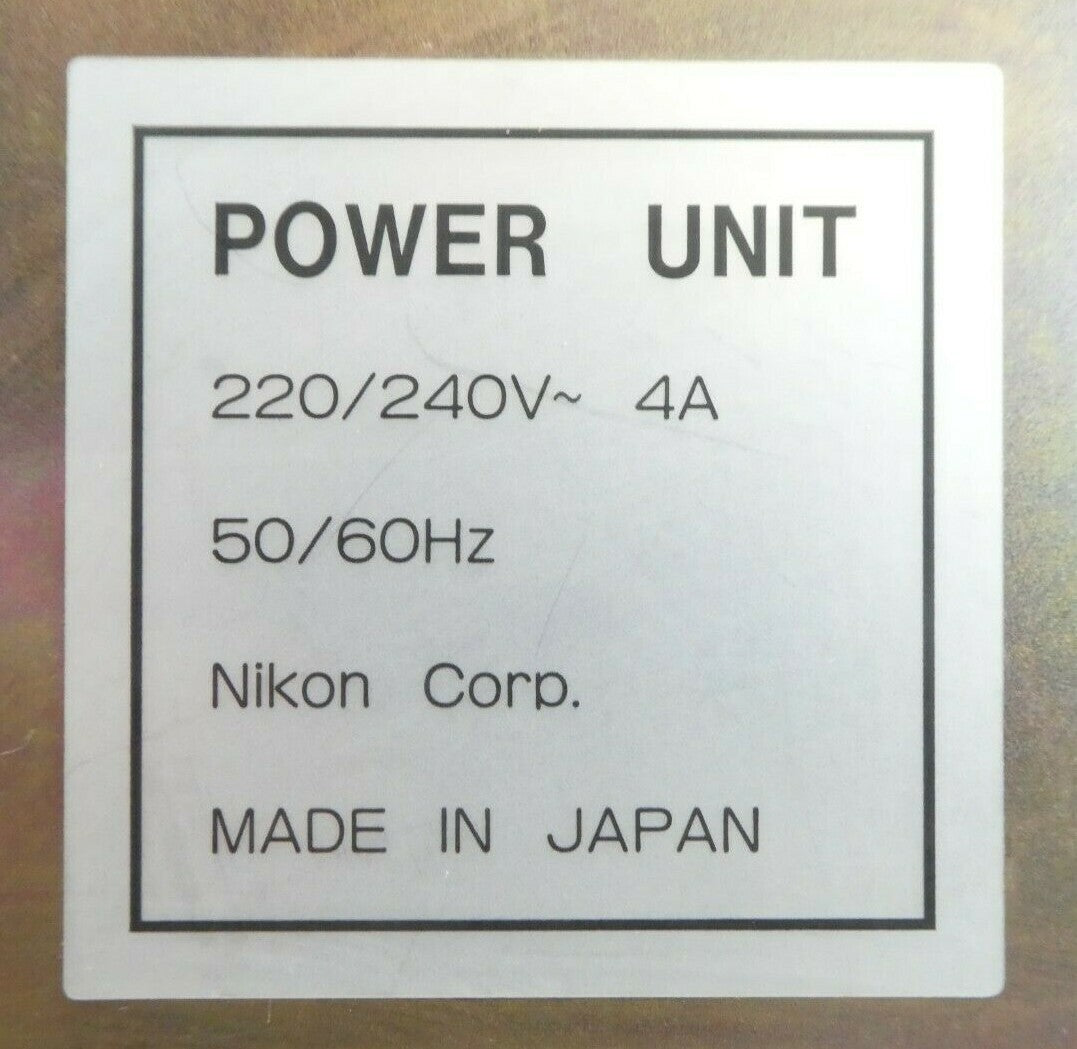 POWER UNIT
220/240V~ 4A
50/60Hz
Nikon Corp.
MADE IN JAPAN